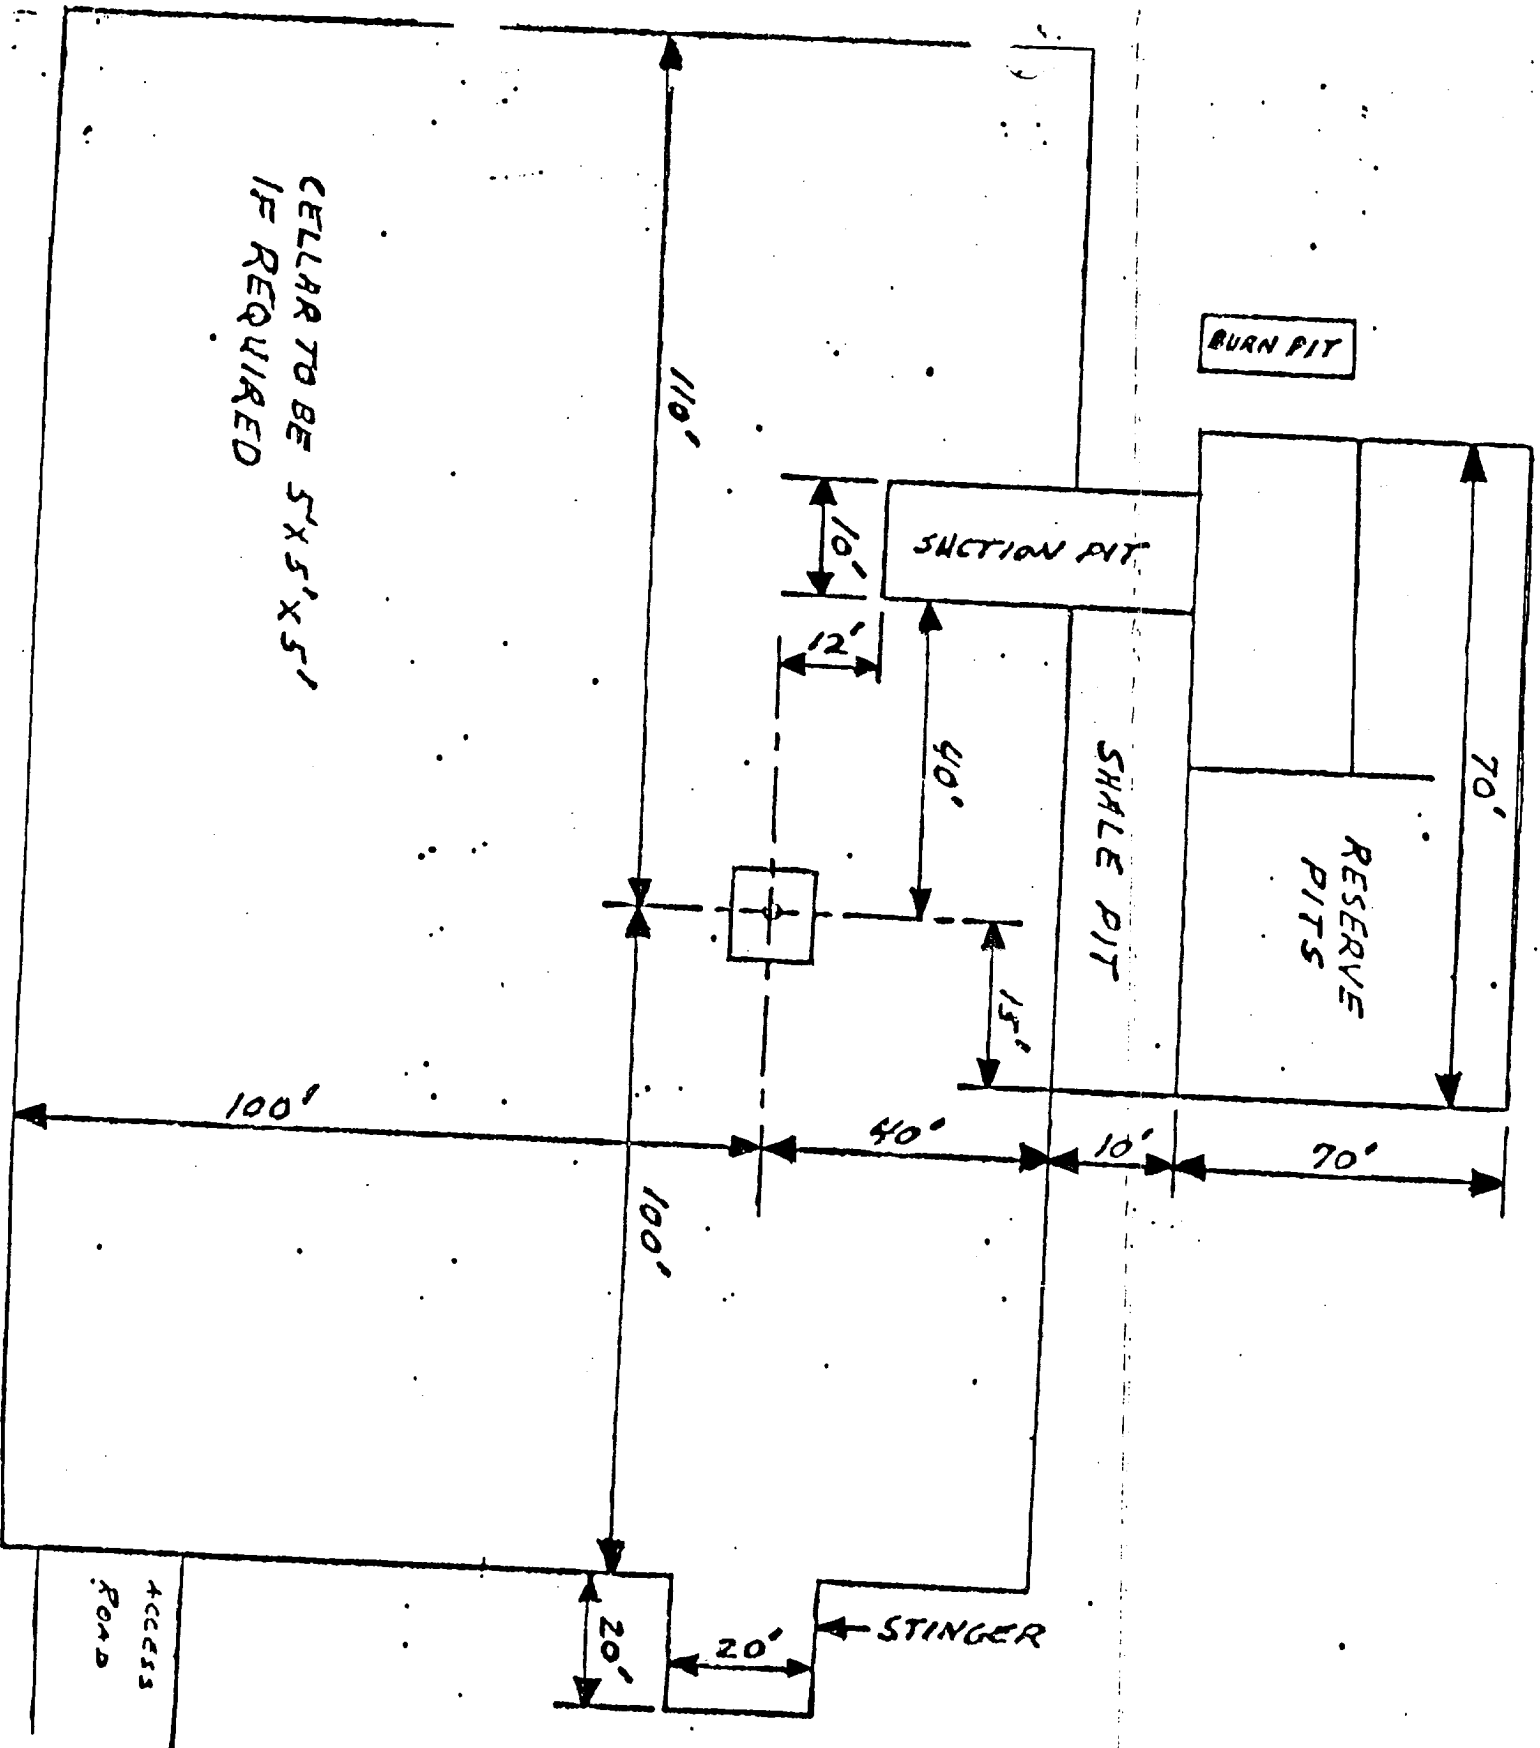 BURN PIT
CELLAR TO BE 5'X5'X5'
IF REQUIRED
110'
10'
SUCTION PIT
12'
40'
SHALE PIT
70'
RESERVE
PITS
15'
100'
40'
10'
70'
100'
STINGER
20'
20'
ACCESS
ROAD